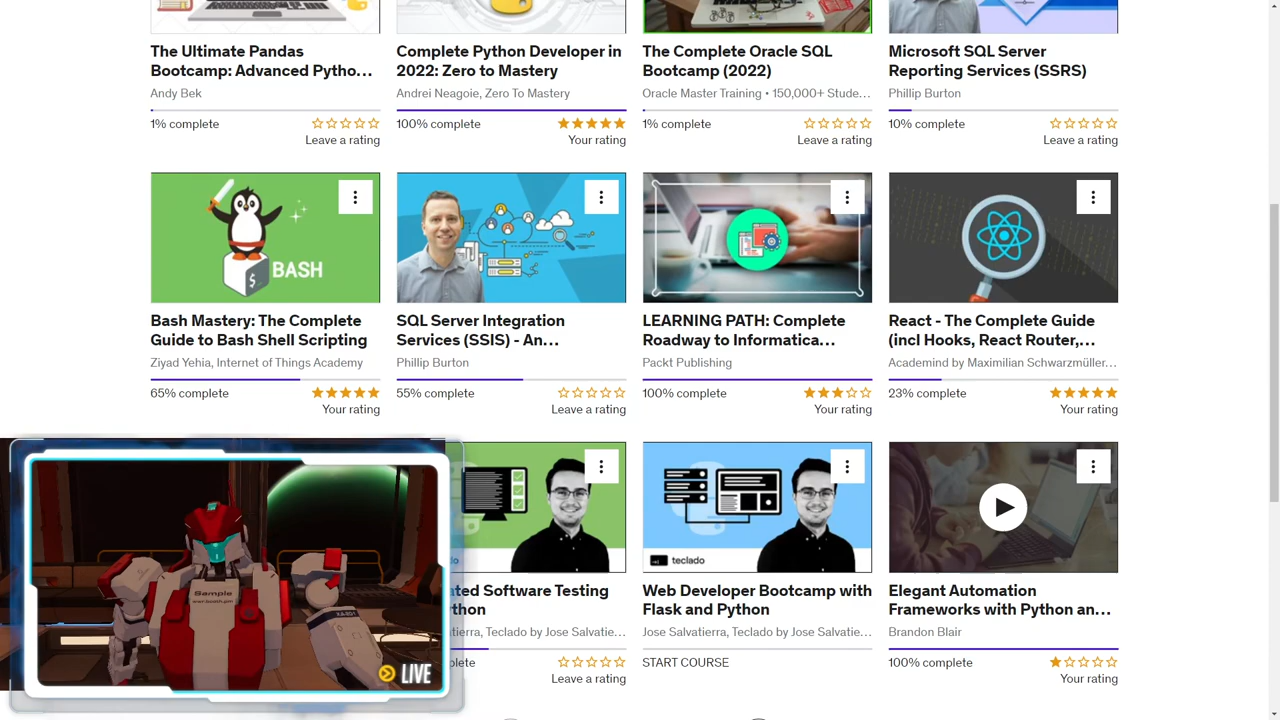 The Ultimate Pandas
Bootcamp: Advanced Pytho...
Andy Bek
1% complete
Leave a rating
Complete Python Developer in
2022: Zero to Mastery
Andrei Neagoie, Zero To Mastery
100% complete
Your rating
The Complete Oracle SQL
Bootcamp (2022)
Oracle Master Training • 150,000+ Stude...
1% complete
Leave a rating
Microsoft SQL Server
Reporting Services (SSRS)
Phillip Burton
10% complete
Leave a rating
$
BASH
Bash Mastery: The Complete
Guide to Bash Shell Scripting
Ziyad Yehia, Internet of Things Academy
65% complete
Your rating
SQL Server Integration
Services (SSIS) - An...
Phillip Burton
55% complete
Leave a rating
LEARNING PATH: Complete
Roadway to Informatica...
Packt Publishing
100% complete
Your rating
React - The Complete Guide
(incl Hooks, React Router,...
Academind by Maximilian Schwarzmüller...
23% complete
Your rating
ated Software Testing
thon
atierra, Teclado by Jose Salvatie...
plete
Leave a rating
teclado
Web Developer Bootcamp with
Flask and Python
Jose Salvatierra, Teclado by Jose Salvatie...
START COURSE
Elegant Automation
Frameworks with Python an...
Brandon Blair
100% complete
Your rating
Sample
LIVE